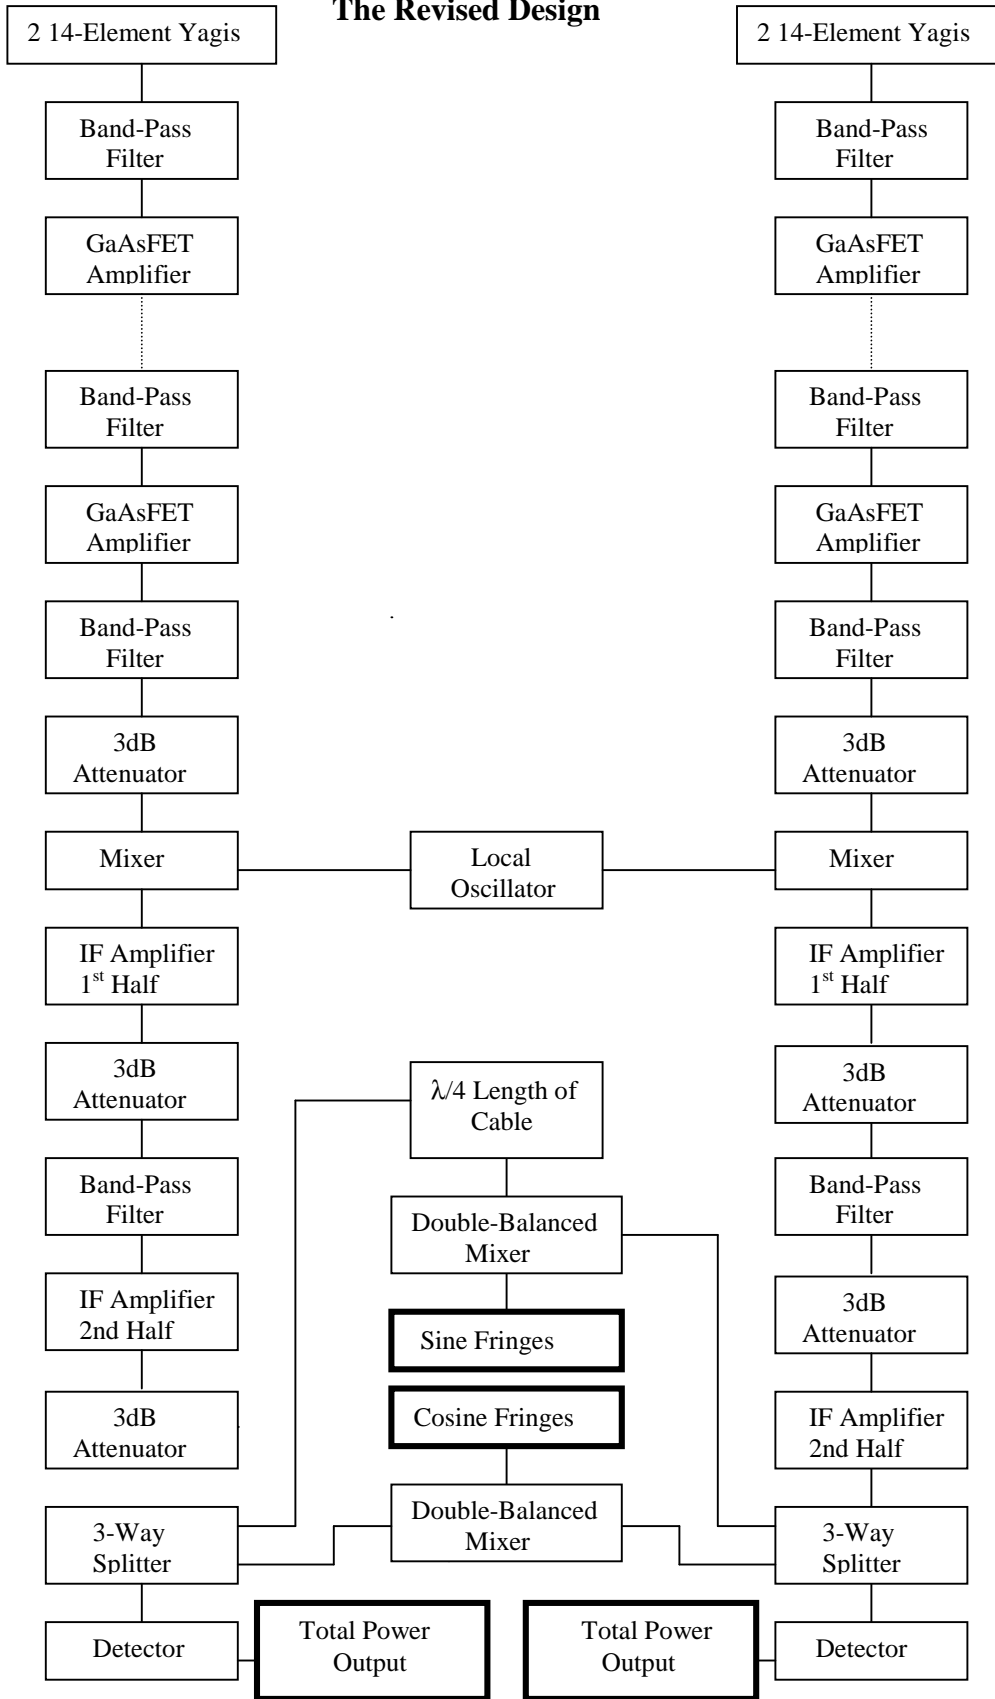 The Revised Design
2 14-Element Yagis
2 14-Element Yagis
Band-Pass
Filter
Band-Pass
Filter
GaAsFET
Amplifier
GaAsFET
Amplifier
Band-Pass
Filter
Band-Pass
Filter
GaAsFET
Amplifier
GaAsFET
Amplifier
Band-Pass
Filter
Band-Pass
Filter
3dB
Attenuator
3dB
Attenuator
Mixer
Local
Oscillator
Mixer
IF Amplifier
1st Half
IF Amplifier
1st Half
3dB
Attenuator
λ/4 Length of
Cable
3dB
Attenuator
Band-Pass
Filter
Double-Balanced
Mixer
Band-Pass
Filter
IF Amplifier
2nd Half
Sine Fringes
3dB
Attenuator
3dB
Attenuator
Cosine Fringes
IF Amplifier
2nd Half
3-Way
Splitter
Double-Balanced
Mixer
3-Way
Splitter
Detector
Total Power
Output
Total Power
Output
Detector